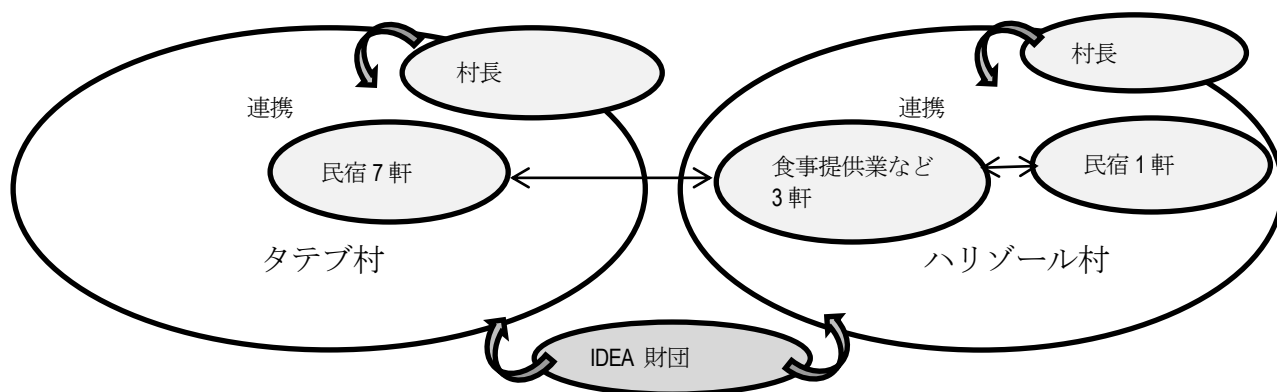 村長
連携
民宿 7 軒
タテブ村
村長
連携
食事提供業など
3 軒
民宿 1 軒
ハリゾール村
IDEA 財団